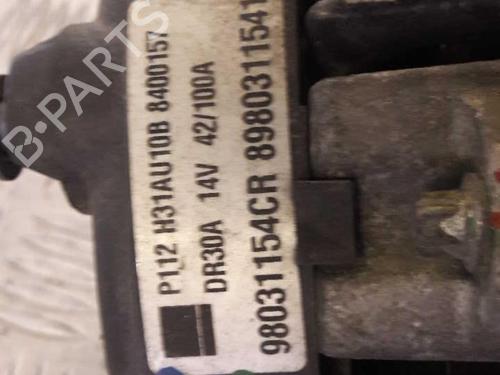 P112 H31AU10B 8400157
DR30A 14V 42/100A
98031154CR 8980311541
B-PARTS